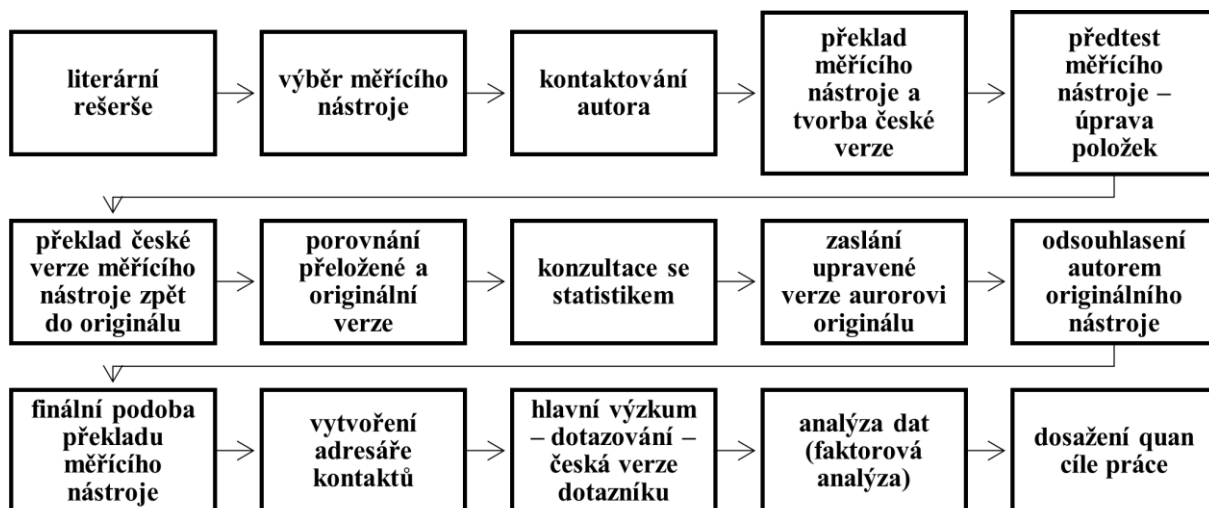 literární
rešerše
výběr měřícího
nástroje
kontaktování
autora
překlad
měřícího
nástroje a
tvorba české
verze
předtest
měřícího
nástroje –
úprava
položek
překlad české
verze měřícího
nástroje zpět
do originálu
porovnání
přeložené a
originální
verze
konzultace se
statistikem
zaslání
upravené
verze aurorovi
originálu
odsouhlasení
autorem
originálního
nástroje
finální podoba
překladu
měřícího
nástroje
vytvoření
adresáře
kontaktů
hlavní výzkum
– dotazování –
česká verze
dotazníku
analýza dat
(faktorová
analýza)
dosažení quan
cíle práce